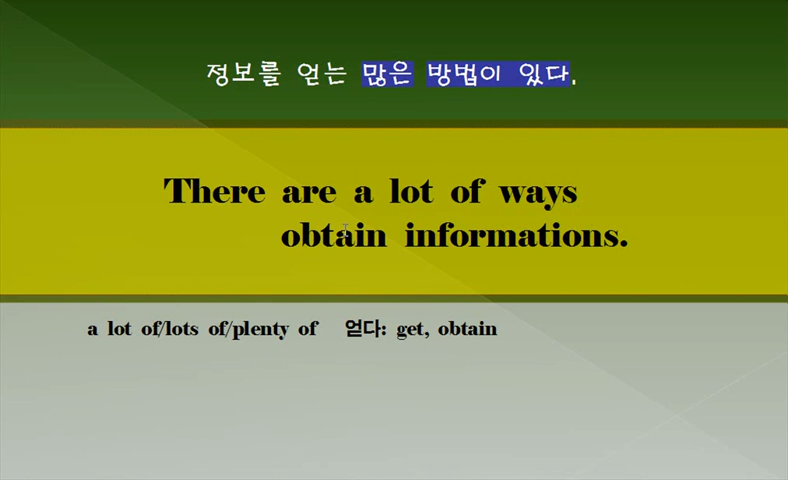 정보를 얻는 많은 방법이 있다.
There are a lot of ways
obtain informations.
a lot of/lots of/plenty of 얻다: get, obtain